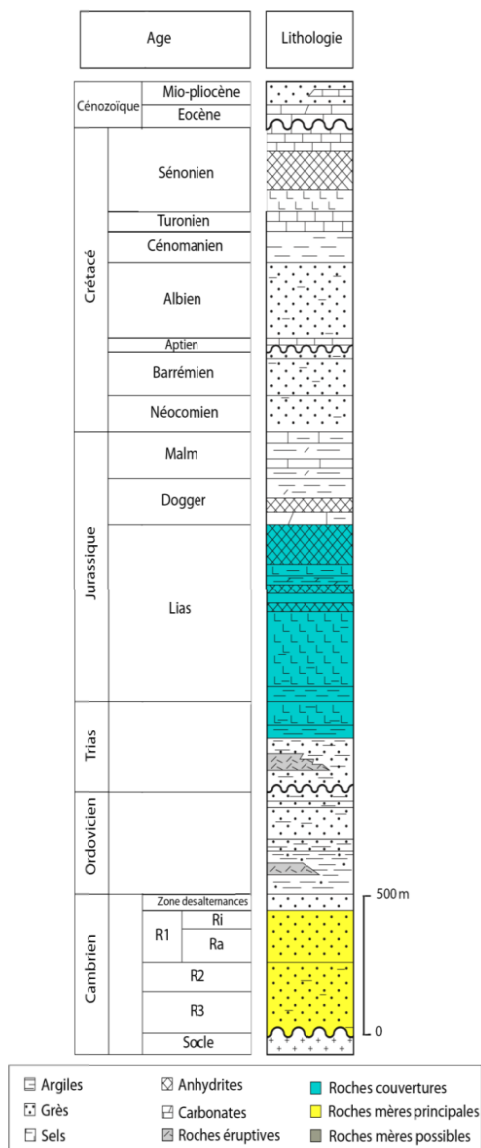 Age Lithologie
Cénozoïque
Mio-pliocène
Eocène
Crétacé
Sénonien
Turonien
Cénomanien
Albien
Aptien
Barrémien
Néocomien
Jurassique
Malm
Dogger
Lias
Trias
Ordovicien
Cambrien
Zone desalternances
500 m
R1
Ri
Ra
R2
R3
0
Socle
Argiles Anhydrites Roches couvertures
Grès Carbonates Roches mères principales
Sels Roches éruptives Roches mères possibles